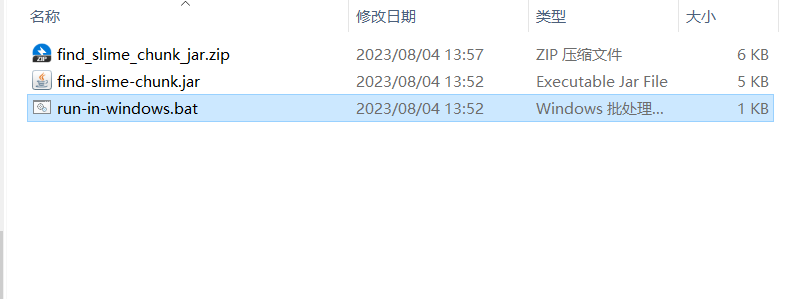 名称 修改日期 类型 大小
ZIP find_slime_chunk_jar.zip 2023/08/04 13:57 ZIP 压缩文件 6 KB
find-slime-chunk.jar 2023/08/04 13:52 Executable Jar File 5 KB
run-in-windows.bat 2023/08/04 13:52 Windows 批处理... 1 KB